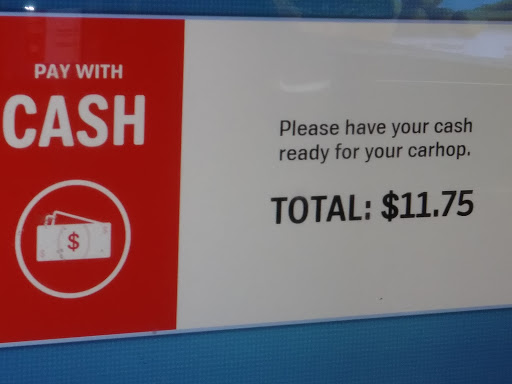 PAY WITH
CASH
$
Please have your cash
ready for your carhop.
TOTAL: $11.75